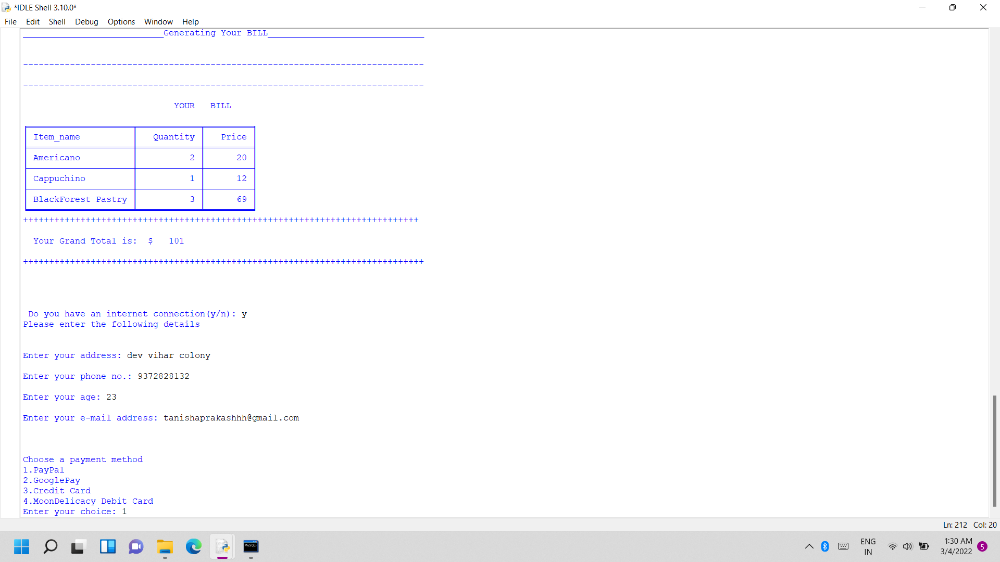 *IDLE Shell 3.10.0*
File Edit Shell Debug Options Window Help
___________________________Generating Your BILL______________________________
-----------------------------------------------------------------------------
-----------------------------------------------------------------------------
YOUR   BILL
Item_name Quantity Price
Americano 2 20
Cappuchino 1 12
BlackForest Pastry 3 69
++++++++++++++++++++++++++++++++++++++++++++++++++++++++++++++++++++++++++++
Your Grand Total is:  $   101
+++++++++++++++++++++++++++++++++++++++++++++++++++++++++++++++++++++++++++++
Do you have an internet connection(y/n): y
Please enter the following details
Enter your address: dev vihar colony
Enter your phone no.: 9372828132
Enter your age: 23
Enter your e-mail address: tanishaprakashhh@gmail.com
Choose a payment method
1.PayPal
2.GooglePay
3.Credit Card
4.MoonDelicacy Debit Card
Enter your choice: 1
Ln: 212 Col: 20
MySQL
ENG
IN
1:30 AM
3/4/2022
5